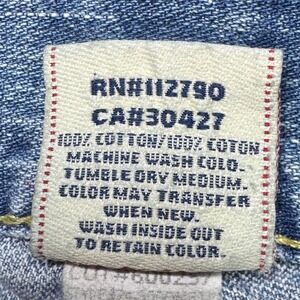 RN#112790
CA#30427
100% COTTON/100% COTON
MACHINE WASH COLD.
TUMBLE DRY MEDIUM.
COLOR MAY TRANSFER
WHEN NEW.
WASH INSIDE OUT
TO RETAIN COLOR.